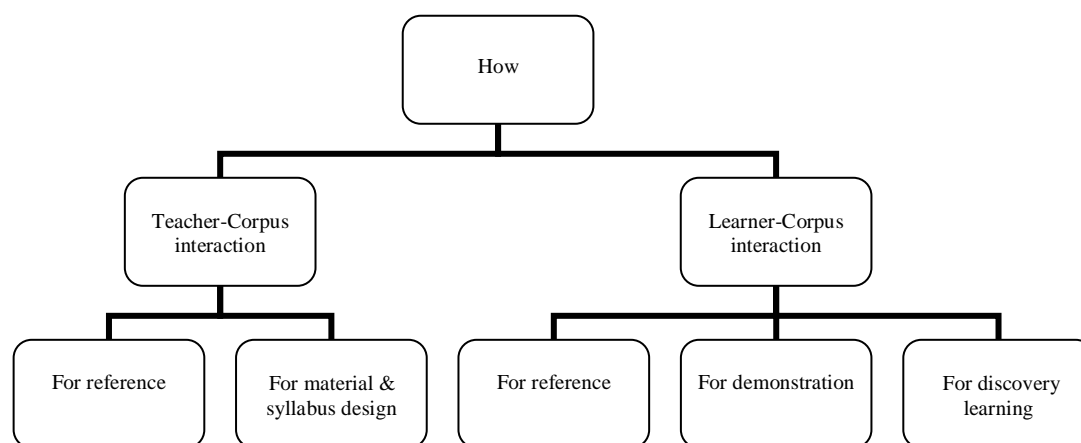 How
Teacher-Corpus
interaction
Learner-Corpus
interaction
For reference
For material &
syllabus design
For reference
For demonstration
For discovery
learning